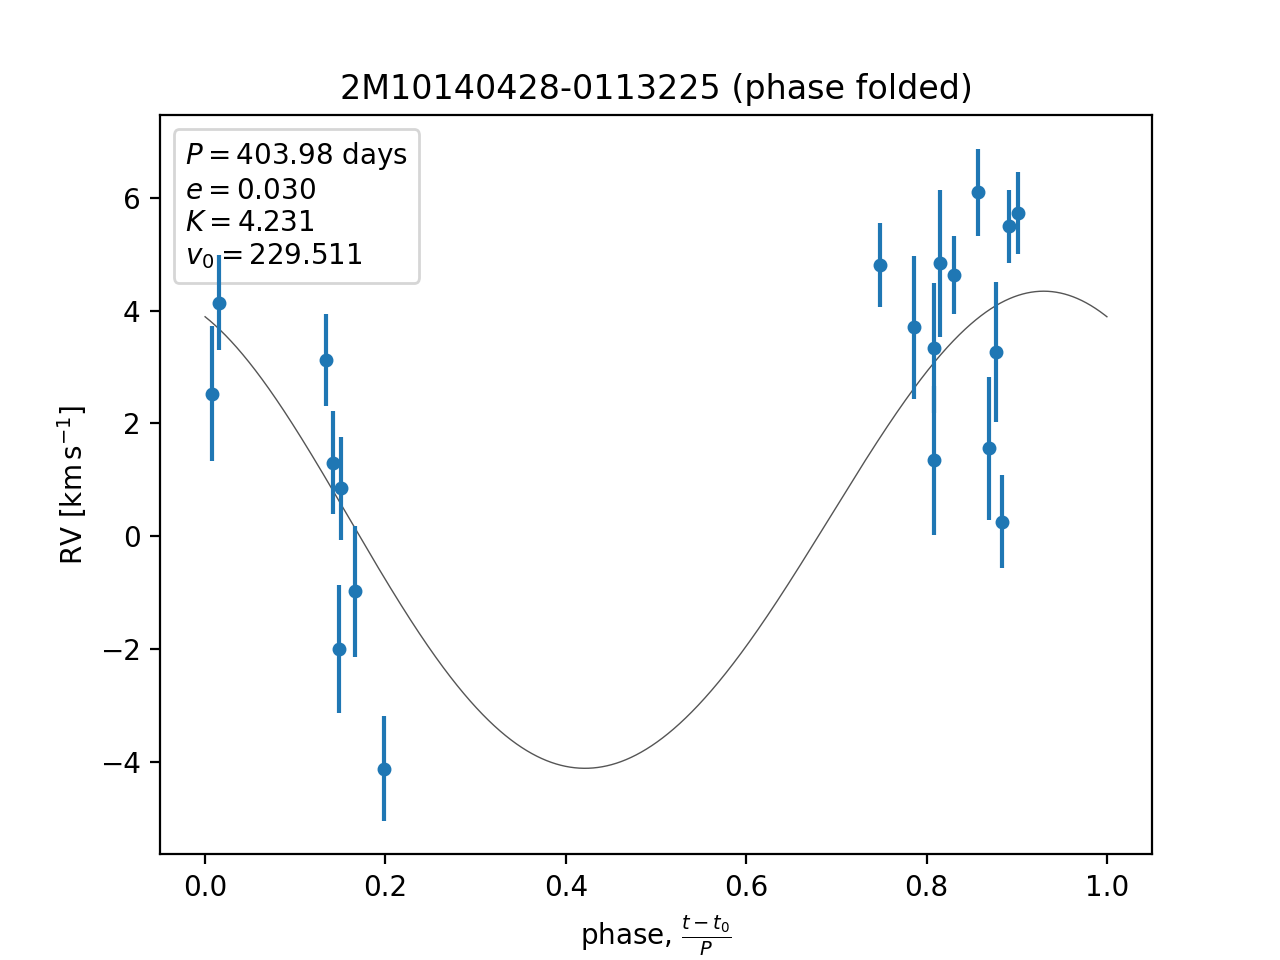 2M10140428-0113225 (phase folded)
P = 403.98 days
e = 0.030
K = 4.231
v₀ = 229.511
RV [km s⁻¹]
6
4
2
0
−2
−4
0.0 0.2 0.4 0.6 0.8 1.0
phase, (t − t₀)/P